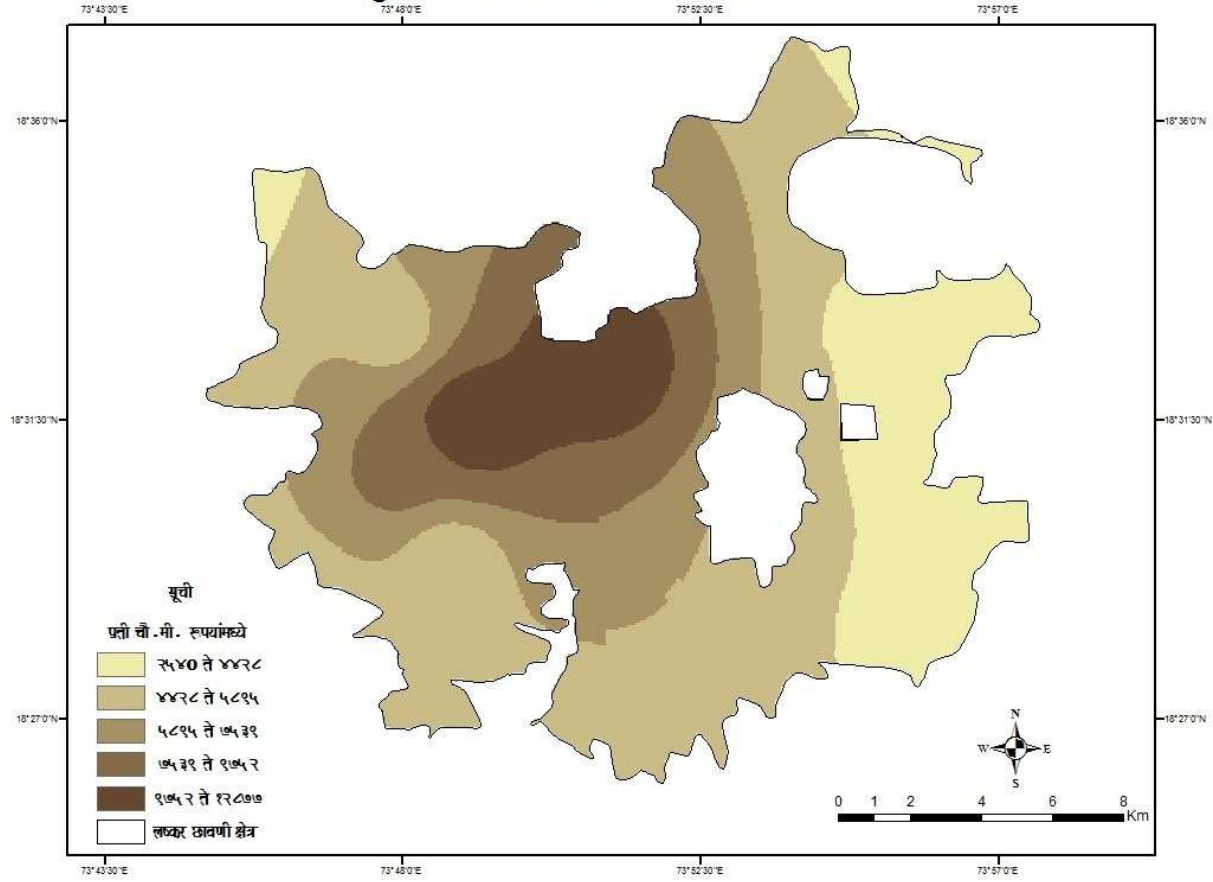 73°43'30"E 73°48'0"E 73°52'30"E 73°57'0"E
18°36'0"N 18°36'0"N
18°31'30"N 18°31'30"N
सूची
प्रती चौ.मी. रूपयांमध्ये
२५४० ते ४४२८
४४२८ ते ५८९५
५८९५ ते ७५३९
७५३९ ते ९७५२
९७५२ ते १२८७७
लष्कर छावणी क्षेत्र
18°27'0"N 18°27'0"N
N
W E
S
0 1 2 4 6 8
Km
73°43'30"E 73°48'0"E 73°52'30"E 73°57'0"E